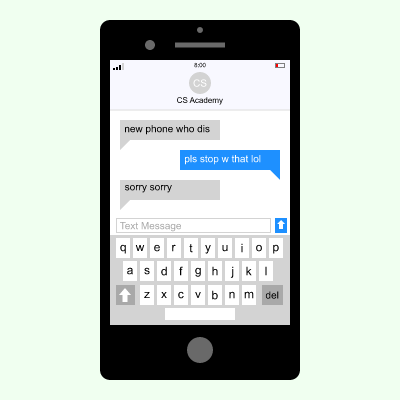 8:00
CS
CS Academy
new phone who dis
pls stop w that lol
sorry sorry
Text Message
q w e r t y u i o p
a s d f g h j k l
z x c v b n m del